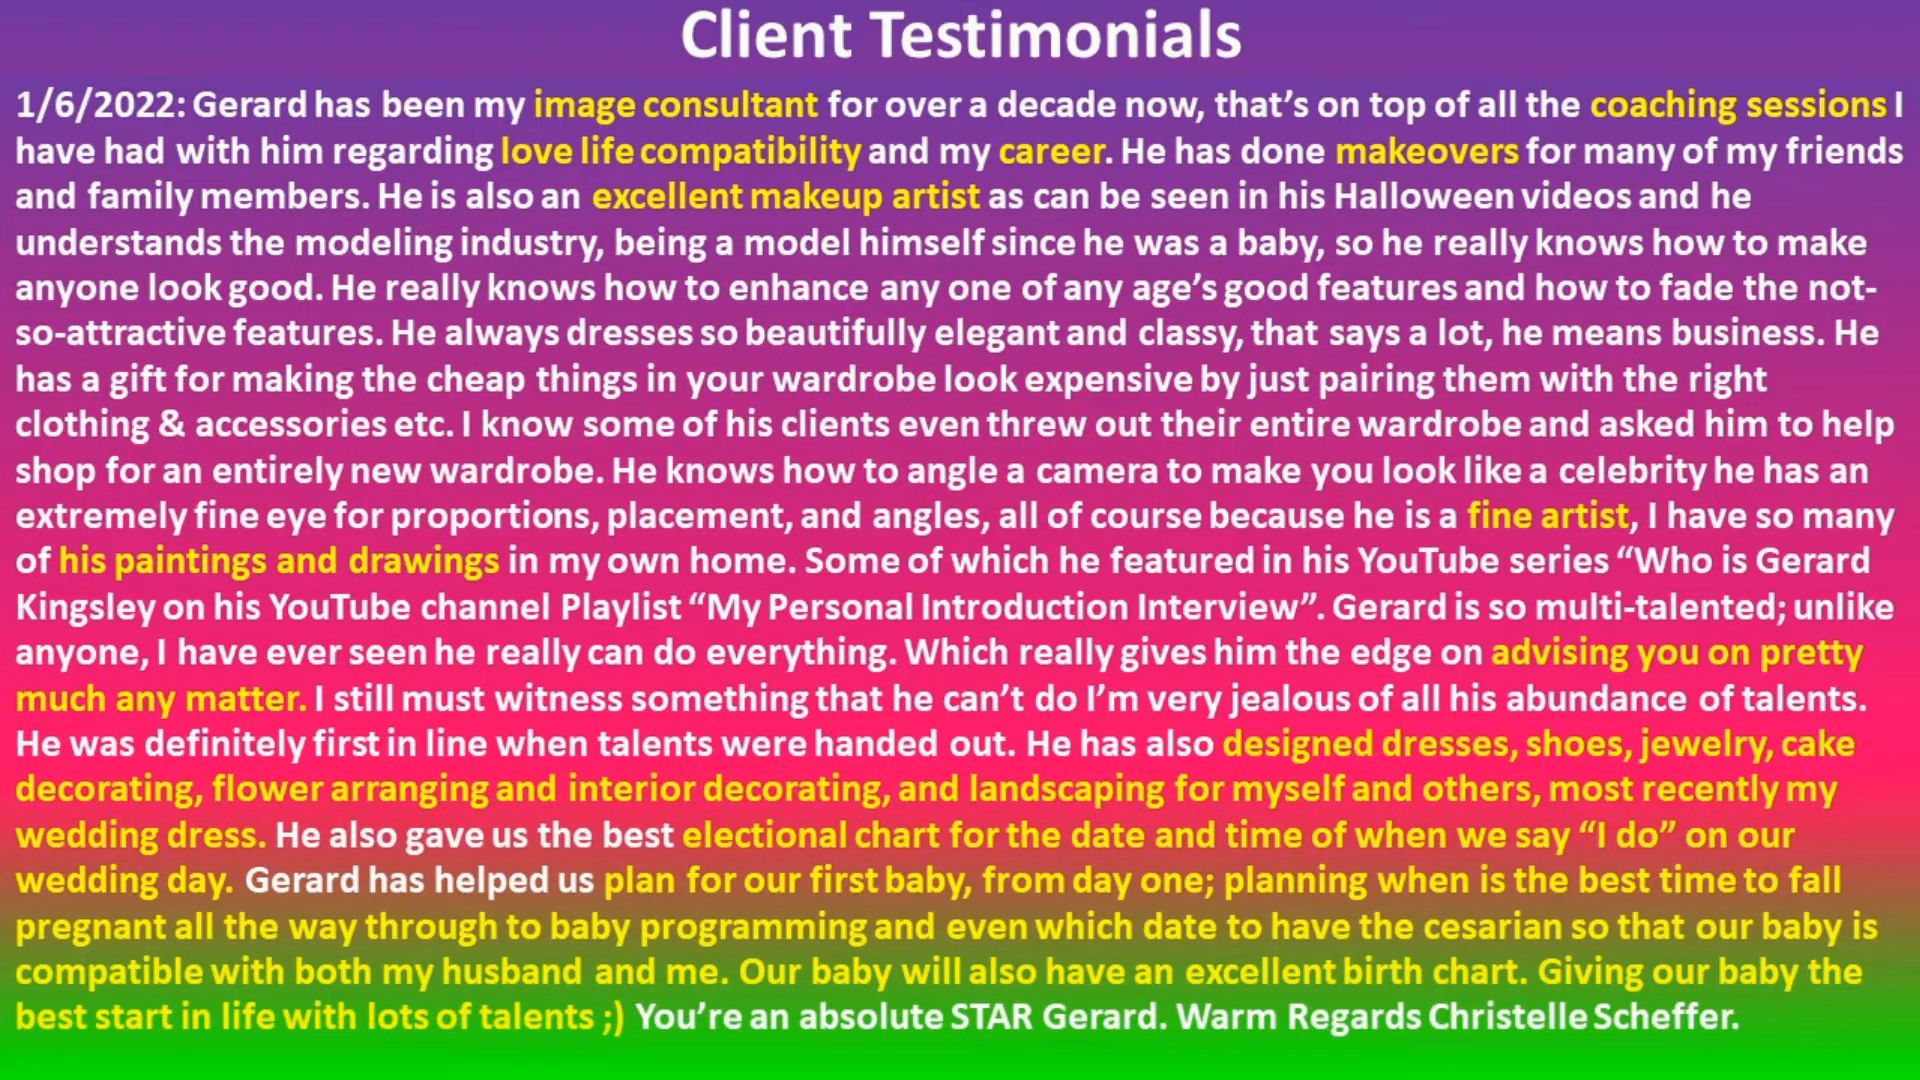 Client Testimonials
1/6/2022: Gerard has been my image consultant for over a decade now, that’s on top of all the coaching sessions I
have had with him regarding love life compatibility and my career. He has done makeovers for many of my friends
and family members. He is also an excellent makeup artist as can be seen in his Halloween videos and he
understands the modeling industry, being a model himself since he was a baby, so he really knows how to make
anyone look good. He really knows how to enhance any one of any age’s good features and how to fade the not-
so-attractive features. He always dresses so beautifully elegant and classy, that says a lot, he means business. He
has a gift for making the cheap things in your wardrobe look expensive by just pairing them with the right
clothing & accessories etc. I know some of his clients even threw out their entire wardrobe and asked him to help
shop for an entirely new wardrobe. He knows how to angle a camera to make you look like a celebrity he has an
extremely fine eye for proportions, placement, and angles, all of course because he is a fine artist, I have so many
of his paintings and drawings in my own home. Some of which he featured in his YouTube series “Who is Gerard
Kingsley on his YouTube channel Playlist “My Personal Introduction Interview”. Gerard is so multi-talented; unlike
anyone, I have ever seen he really can do everything. Which really gives him the edge on advising you on pretty
much any matter. I still must witness something that he can’t do I’m very jealous of all his abundance of talents.
He was definitely first in line when talents were handed out. He has also designed dresses, shoes, jewelry, cake
decorating, flower arranging and interior decorating, and landscaping for myself and others, most recently my
wedding dress. He also gave us the best electional chart for the date and time of when we say “I do” on our
wedding day. Gerard has helped us plan for our first baby, from day one; planning when is the best time to fall
pregnant all the way through to baby programming and even which date to have the cesarian so that our baby is
compatible with both my husband and me. Our baby will also have an excellent birth chart. Giving our baby the
best start in life with lots of talents ;) You’re an absolute STAR Gerard. Warm Regards Christelle Scheffer.